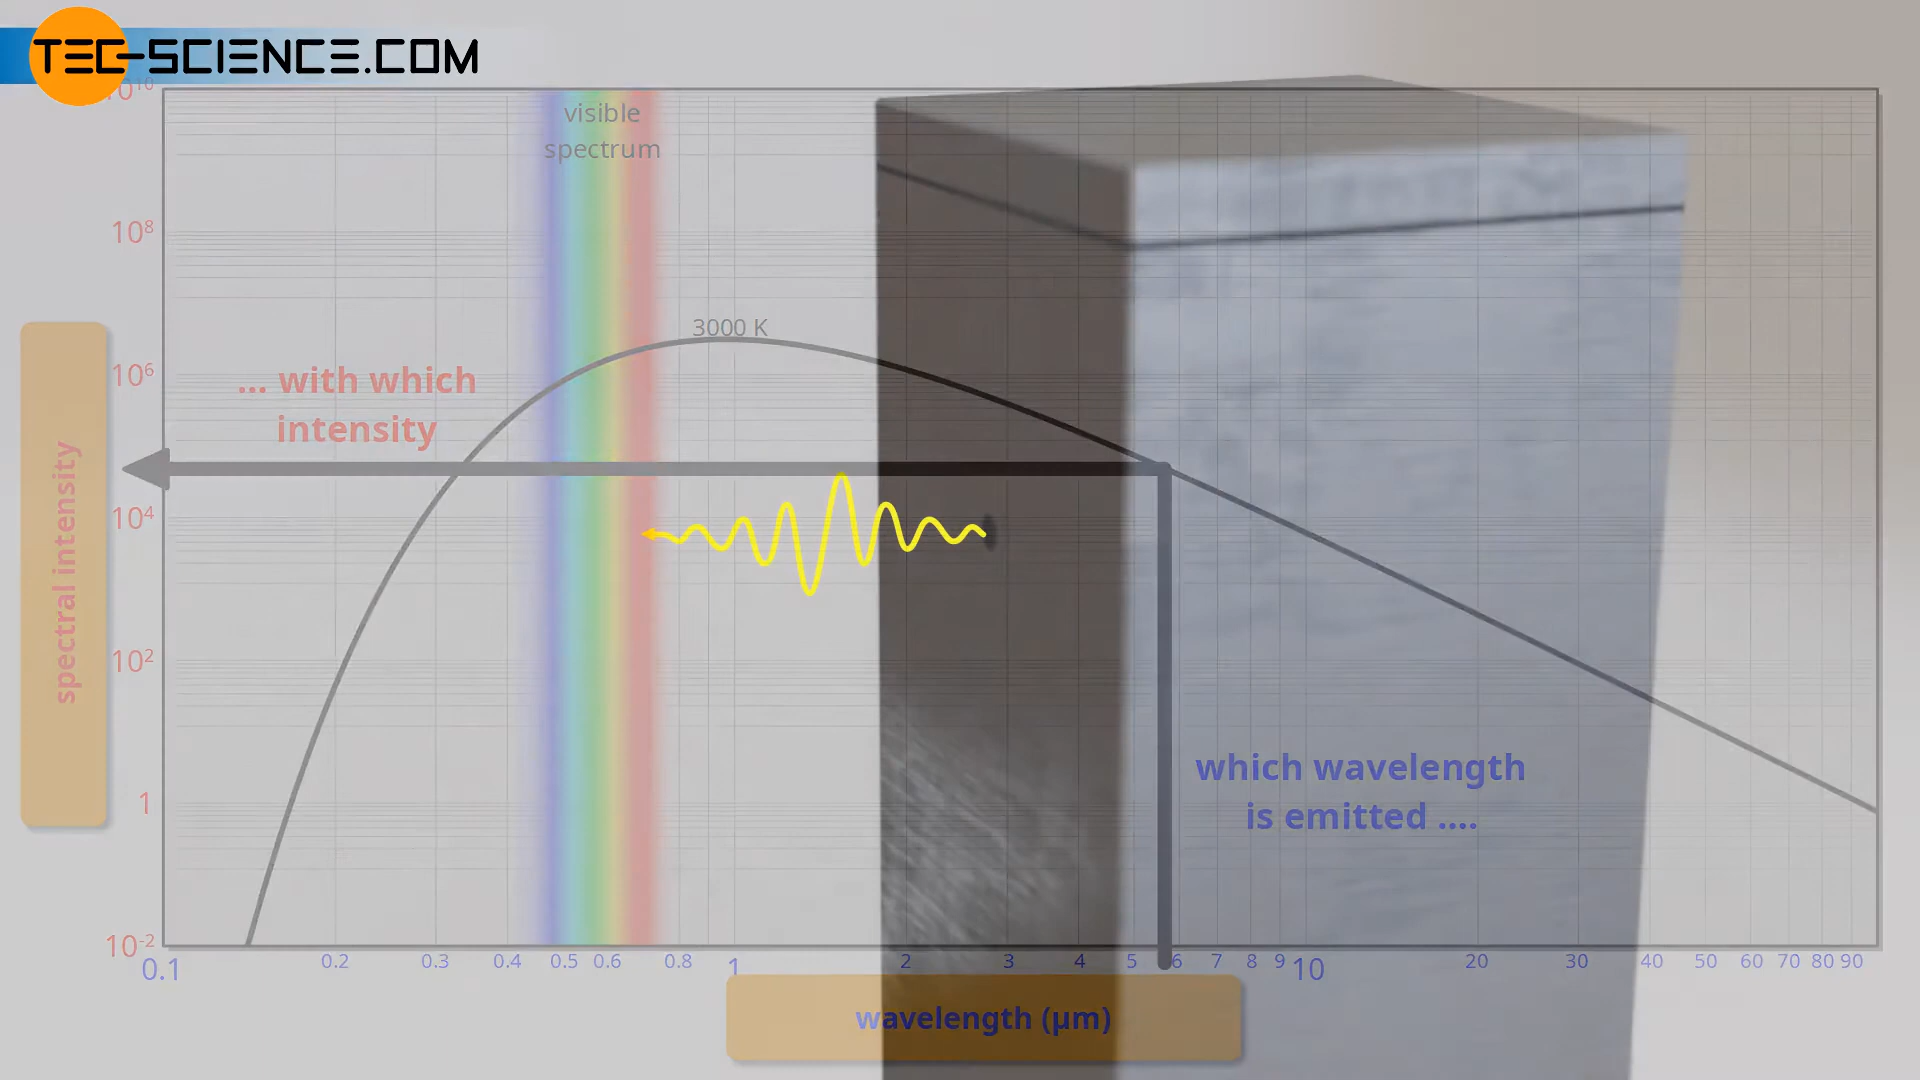 TEC-SCIENCE.COM
10¹⁰
visible
spectrum
10⁸
3000 K
10⁶
... with which
intensity
10⁴
spectral intensity
10²
which wavelength
is emitted ....
1
10⁻²
0.1 0.2 0.3 0.4 0.5 0.6 0.8 1 2 3 4 5 6 7 8 9 10 20 30 40 50 60 70 80 90
wavelength (µm)